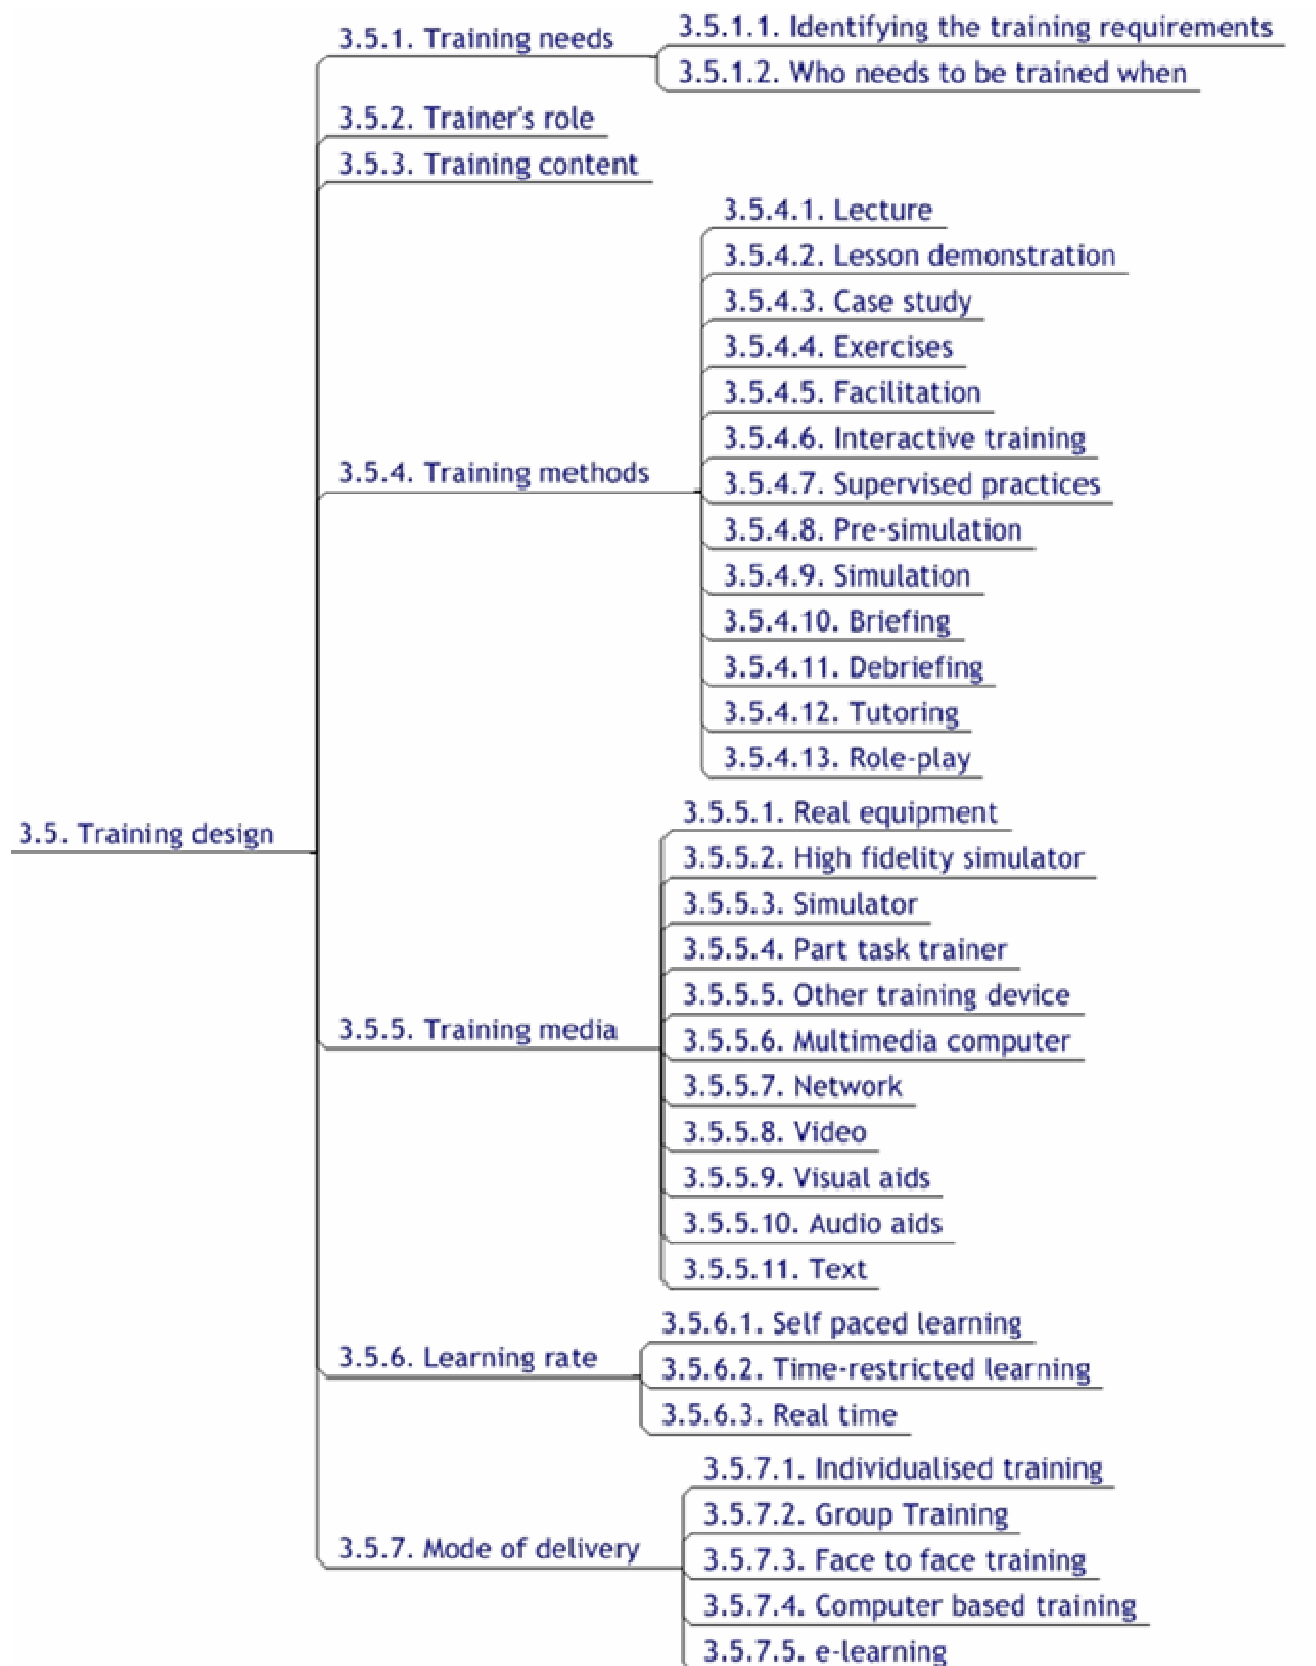 3.5. Training design
3.5.1. Training needs
3.5.1.1. Identifying the training requirements
3.5.1.2. Who needs to be trained when
3.5.2. Trainer's role
3.5.3. Training content
3.5.4. Training methods
3.5.4.1. Lecture
3.5.4.2. Lesson demonstration
3.5.4.3. Case study
3.5.4.4. Exercises
3.5.4.5. Facilitation
3.5.4.6. Interactive training
3.5.4.7. Supervised practices
3.5.4.8. Pre-simulation
3.5.4.9. Simulation
3.5.4.10. Briefing
3.5.4.11. Debriefing
3.5.4.12. Tutoring
3.5.4.13. Role-play
3.5.5. Training media
3.5.5.1. Real equipment
3.5.5.2. High fidelity simulator
3.5.5.3. Simulator
3.5.5.4. Part task trainer
3.5.5.5. Other training device
3.5.5.6. Multimedia computer
3.5.5.7. Network
3.5.5.8. Video
3.5.5.9. Visual aids
3.5.5.10. Audio aids
3.5.5.11. Text
3.5.6. Learning rate
3.5.6.1. Self paced learning
3.5.6.2. Time-restricted learning
3.5.6.3. Real time
3.5.7. Mode of delivery
3.5.7.1. Individualised training
3.5.7.2. Group Training
3.5.7.3. Face to face training
3.5.7.4. Computer based training
3.5.7.5. e-learning